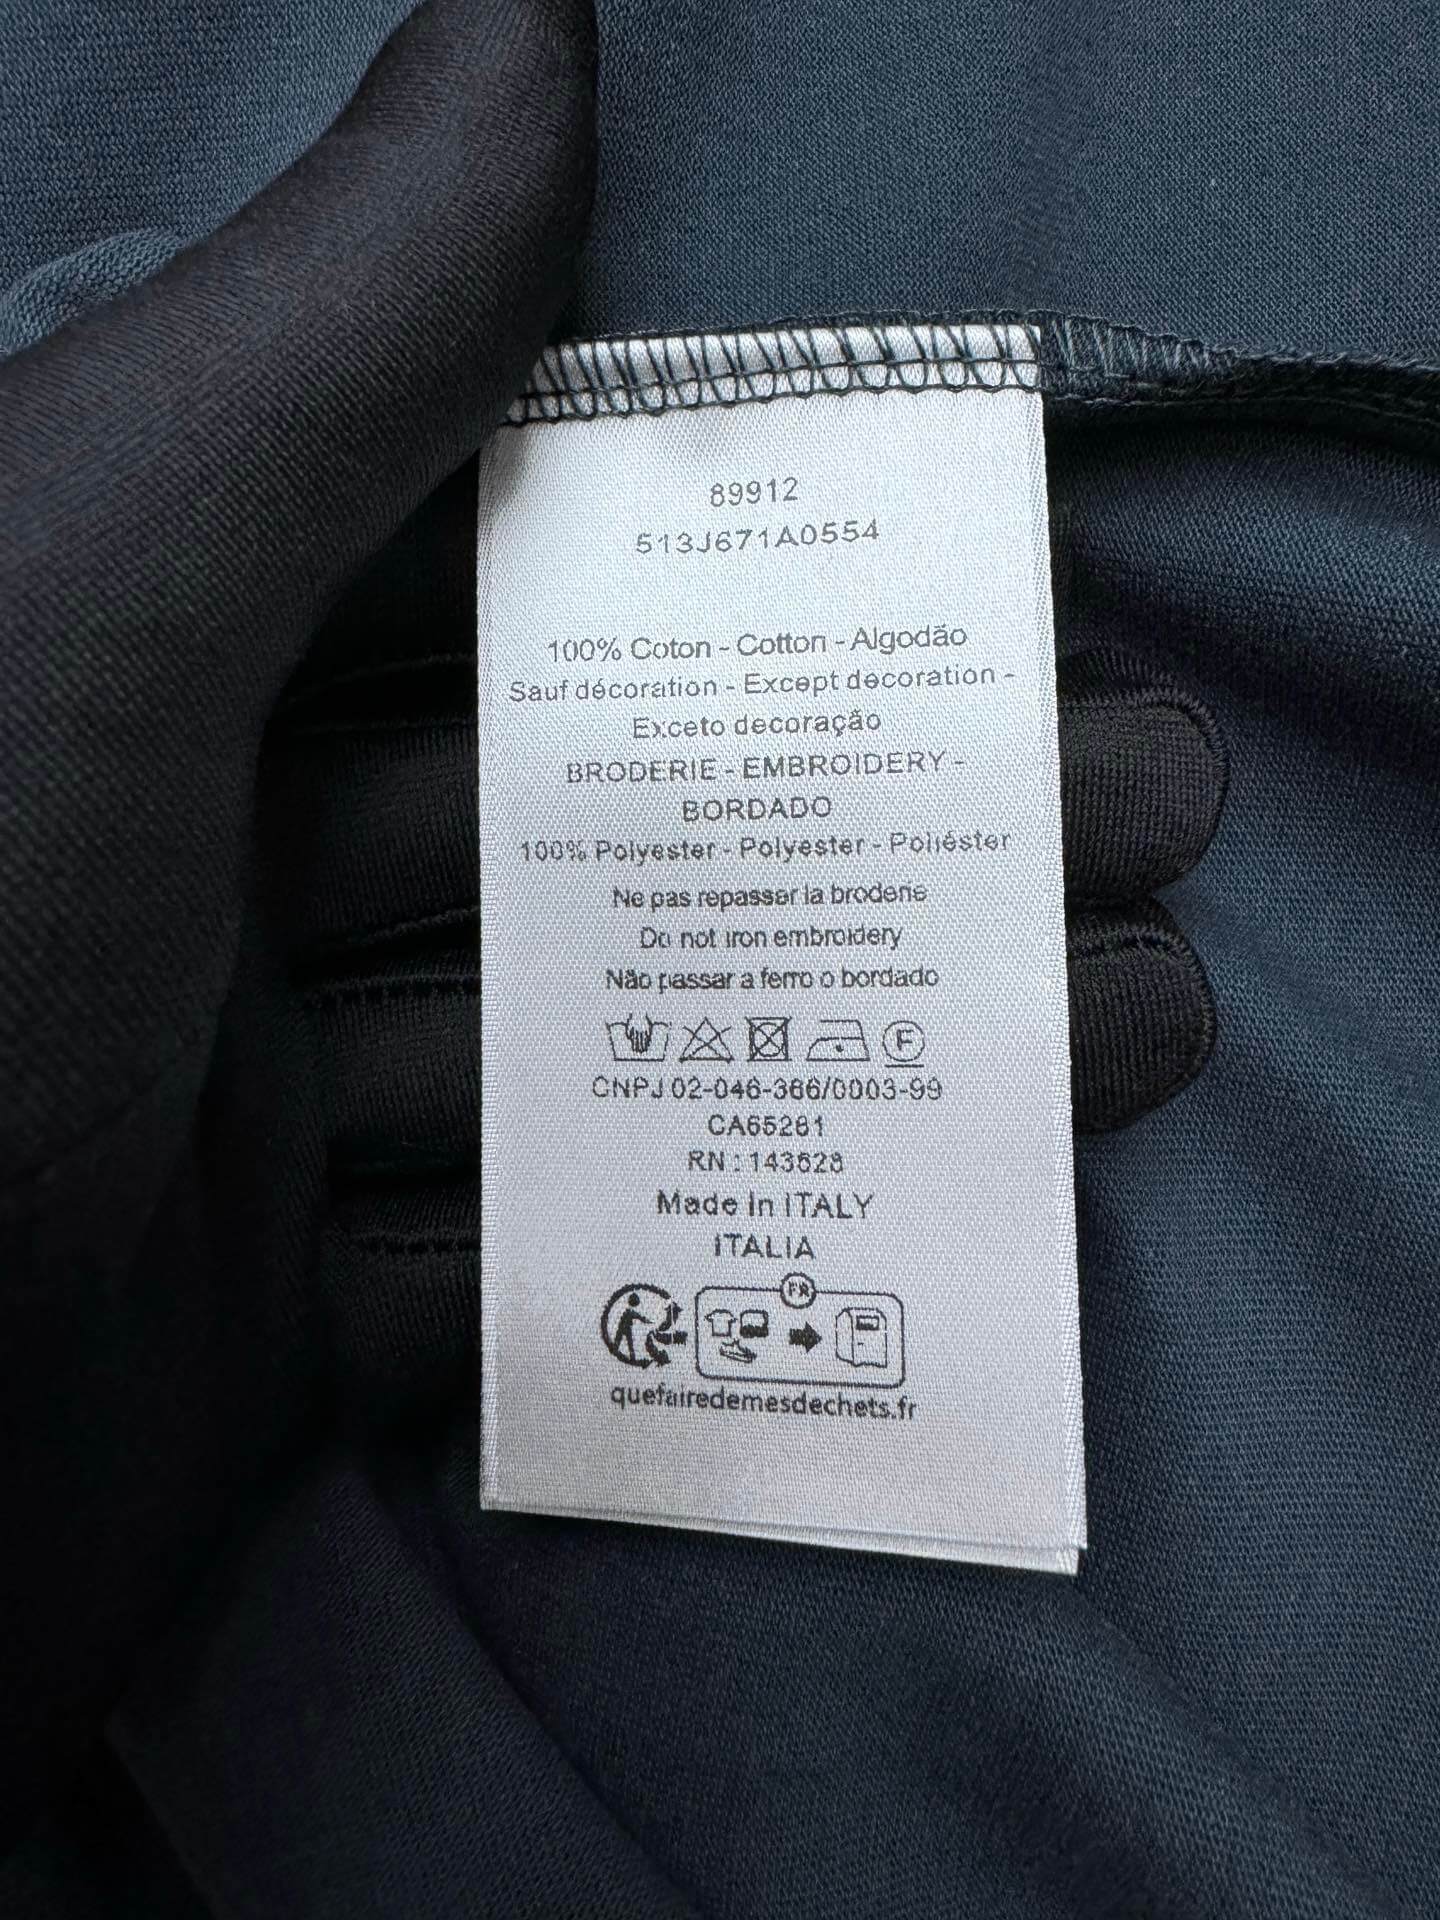 89912
513J671A0554
100% Coton - Cotton - Algodão
Sauf décoration - Except decoration -
Exceto decoração
BRODERIE - EMBROIDERY -
BORDADO
100% Polyester - Polyester - Poliéster
Ne pas repasser la broderie
Do not iron embroidery
Não passar a ferro o bordado
F
CNPJ 02-046-366/0003-99
CA65281
RN : 143628
Made In ITALY
ITALIA
FR
quefairedemesdechets.fr